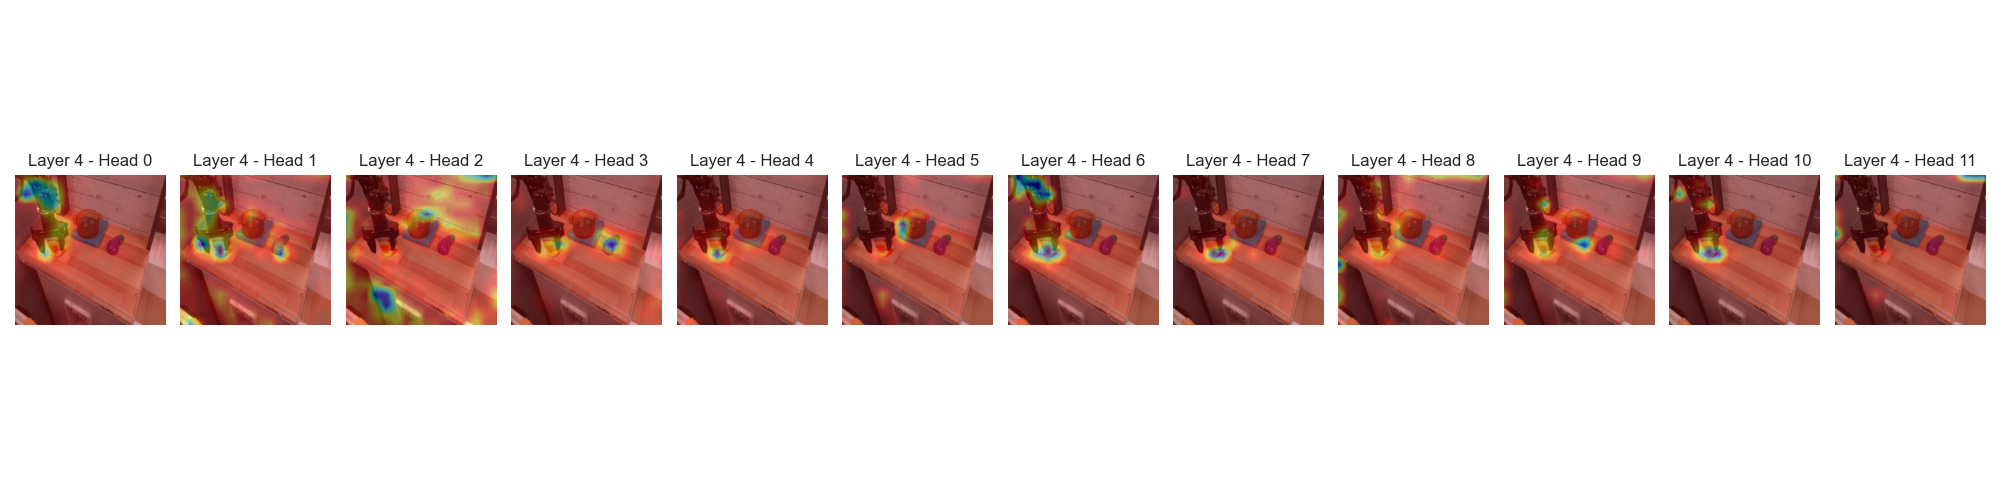 Layer 4 - Head 0
Layer 4 - Head 1
Layer 4 - Head 2
Layer 4 - Head 3
Layer 4 - Head 4
Layer 4 - Head 5
Layer 4 - Head 6
Layer 4 - Head 7
Layer 4 - Head 8
Layer 4 - Head 9
Layer 4 - Head 10
Layer 4 - Head 11